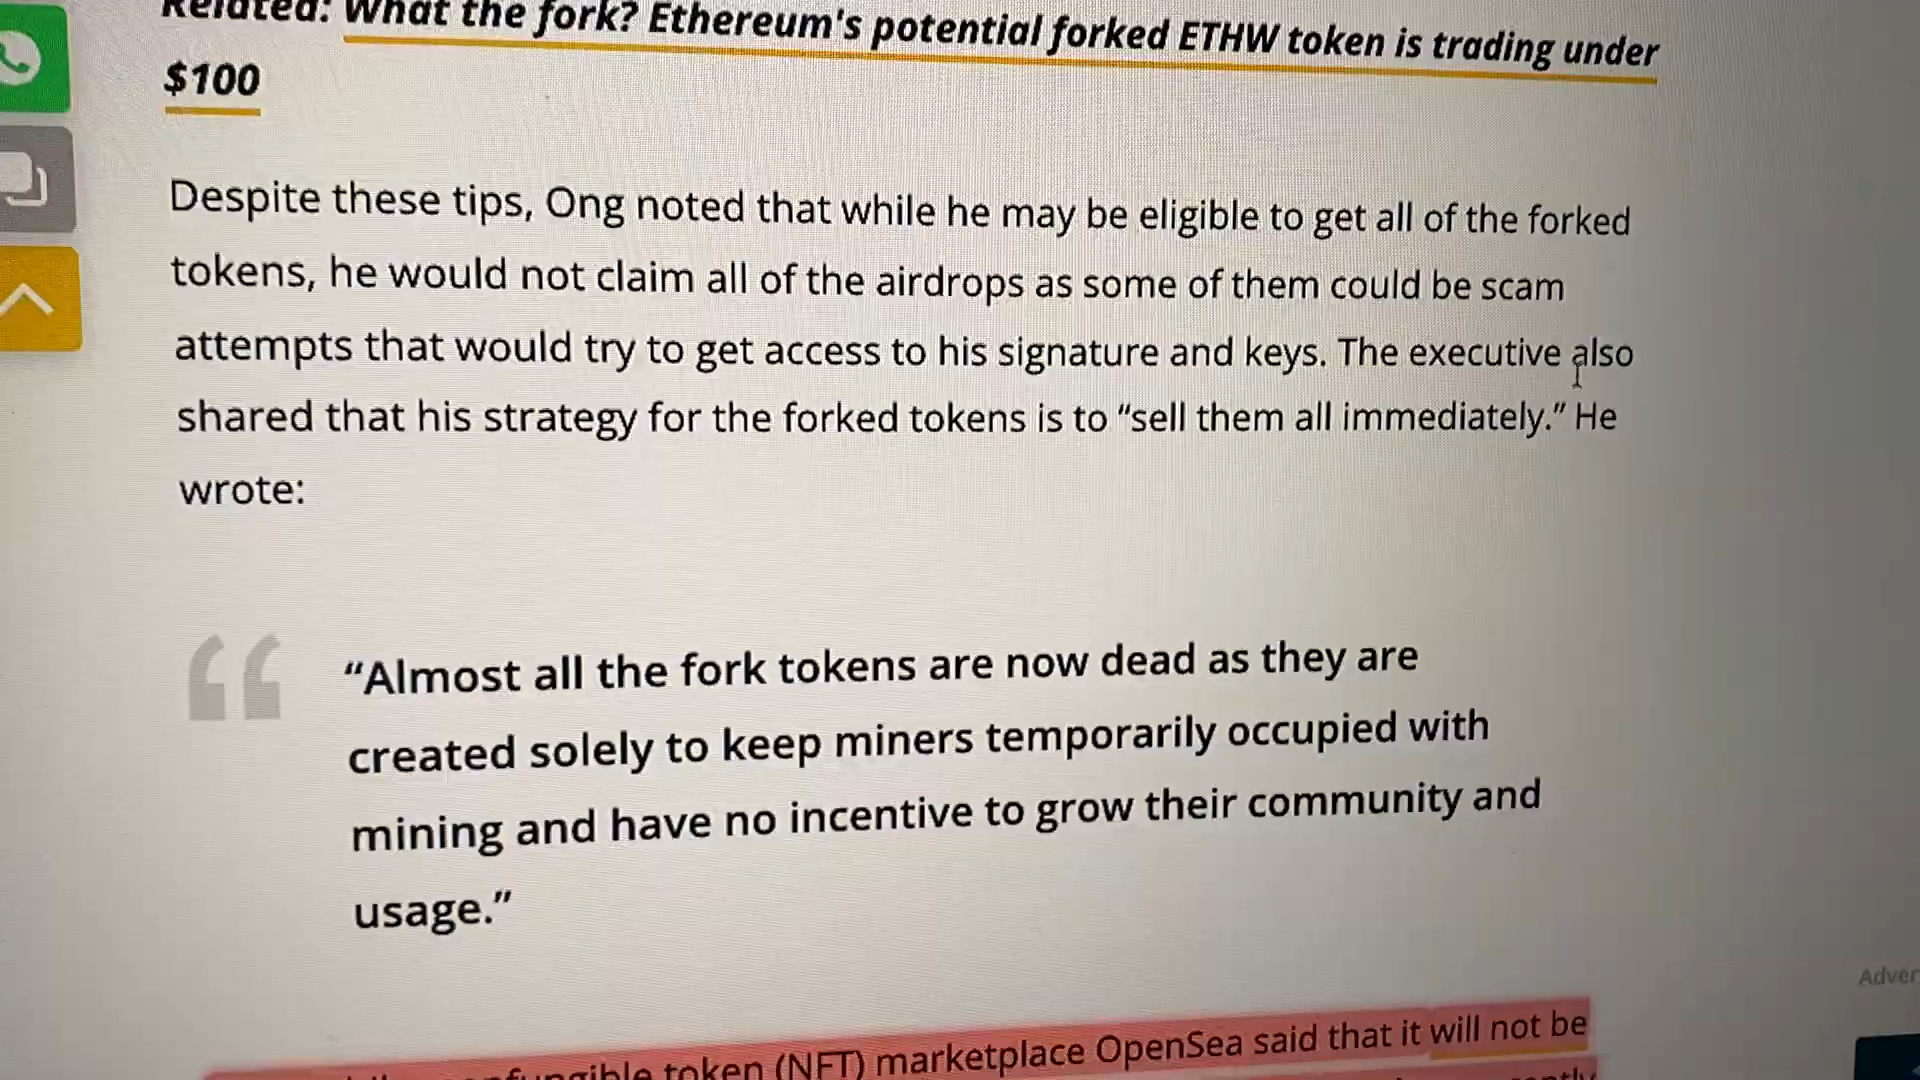 Related: What the fork? Ethereum's potential forked ETHW token is trading under
$100
Despite these tips, Ong noted that while he may be eligible to get all of the forked
tokens, he would not claim all of the airdrops as some of them could be scam
attempts that would try to get access to his signature and keys. The executive also
shared that his strategy for the forked tokens is to “sell them all immediately.” He
wrote:
“Almost all the fork tokens are now dead as they are
created solely to keep miners temporarily occupied with
mining and have no incentive to grow their community and
usage.”
Adver
token (NFT) marketplace OpenSea said that it will not be